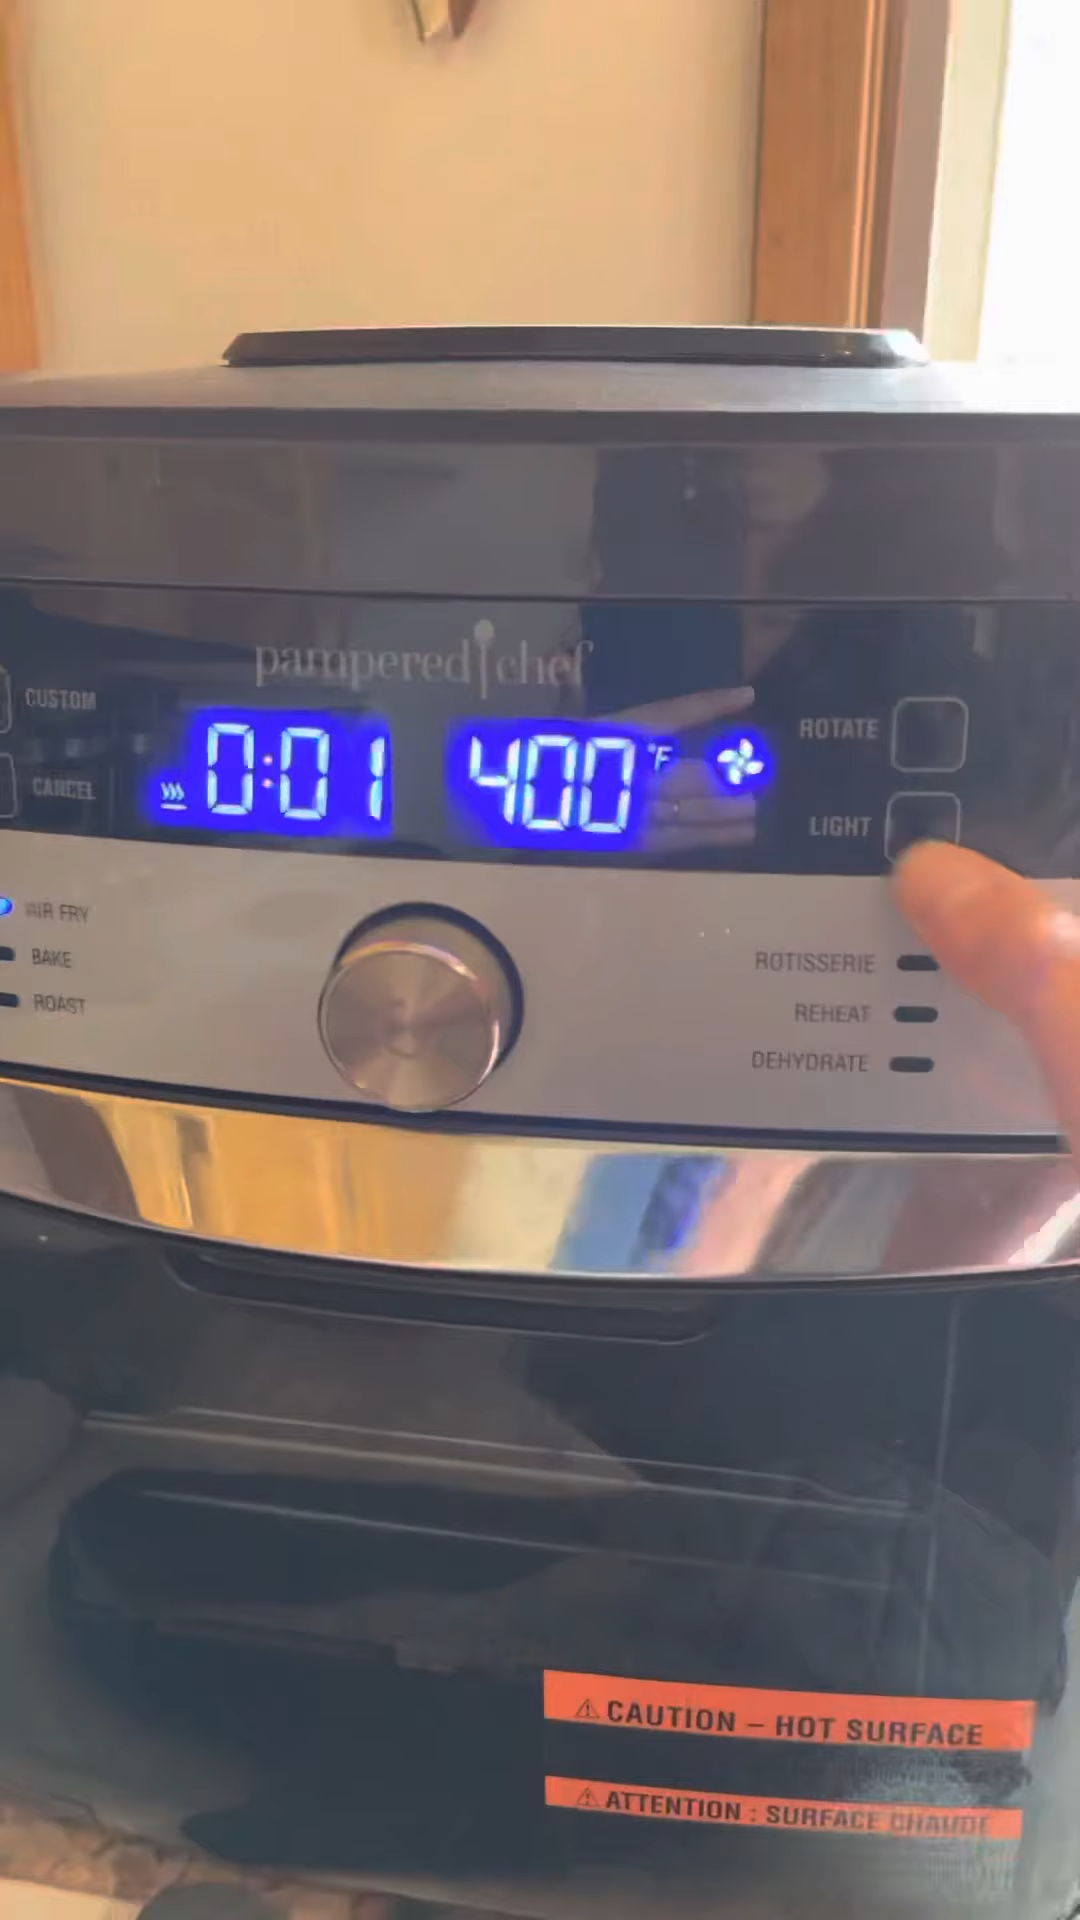 pampered chef
CUSTOM
CANCEL
0:01
400 °F
ROTATE
LIGHT
AIR FRY
BAKE
ROAST
ROTISSERIE
REHEAT
DEHYDRATE
⚠ CAUTION – HOT SURFACE
⚠ ATTENTION : SURFACE CHAUDE